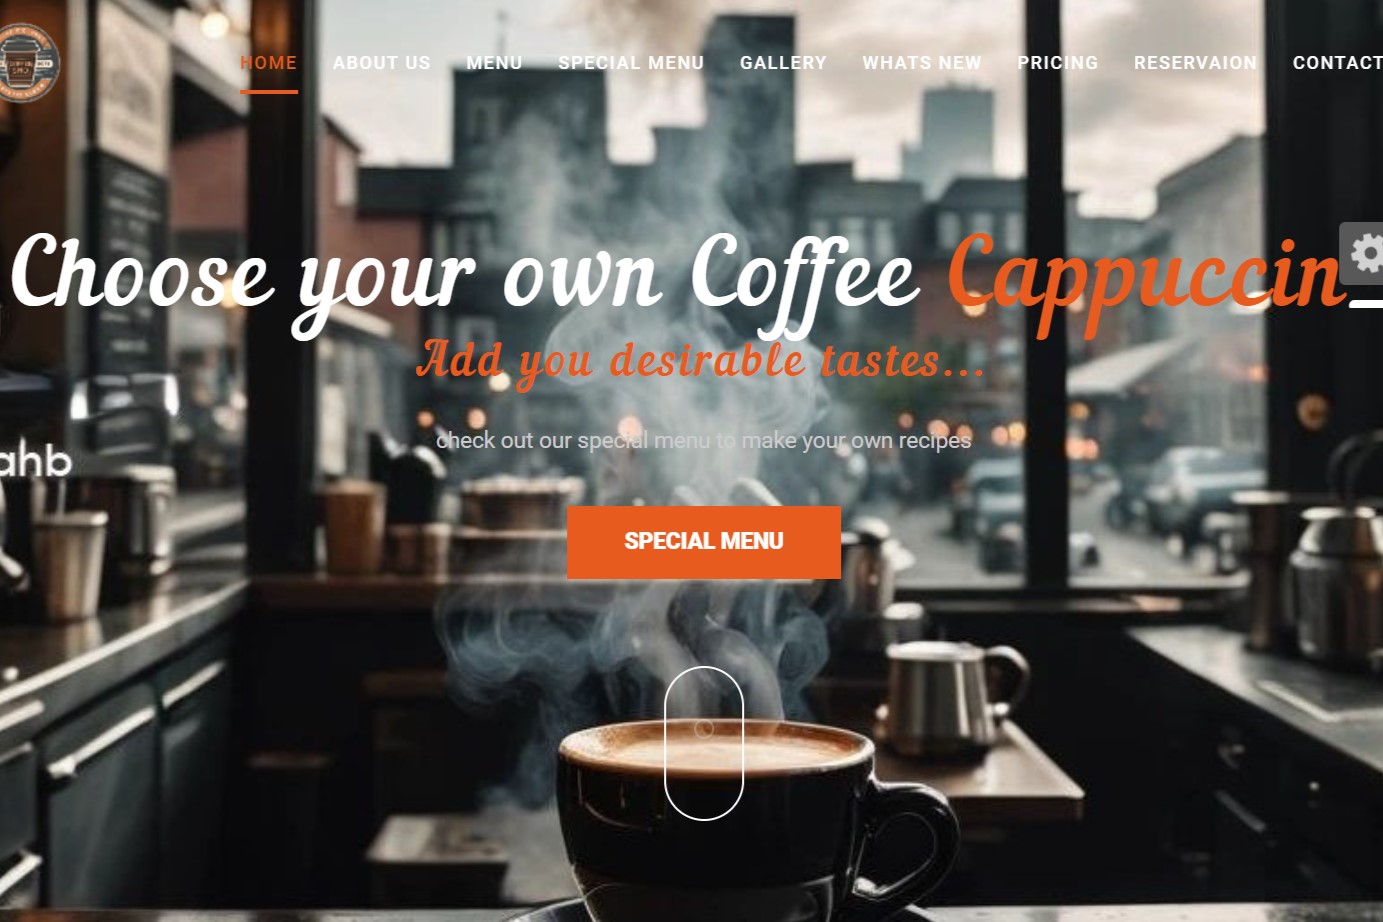 HOME ABOUT US MENU SPECIAL MENU GALLERY WHATS NEW PRICING RESERVAION CONTACT
Choose your own Coffee Cappuccin_
Add you desirable tastes...
check out our special menu to make your own recipes
ahb
SPECIAL MENU